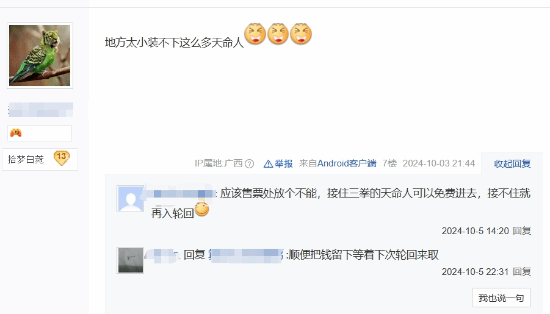 地方太小装不下这么多天命人
拾梦白莲
13
IP属地:广西
举报
来自Android客户端
7楼
2024-10-03 21:44
收起回复
: 应该售票处放个不能，接住三拳的天命人可以免费进去，接不住就
再入轮回
2024-10-5 14:20 回复
回复
:顺便把钱留下等着下次轮回来取
2024-10-5 22:31 回复
我也说一句